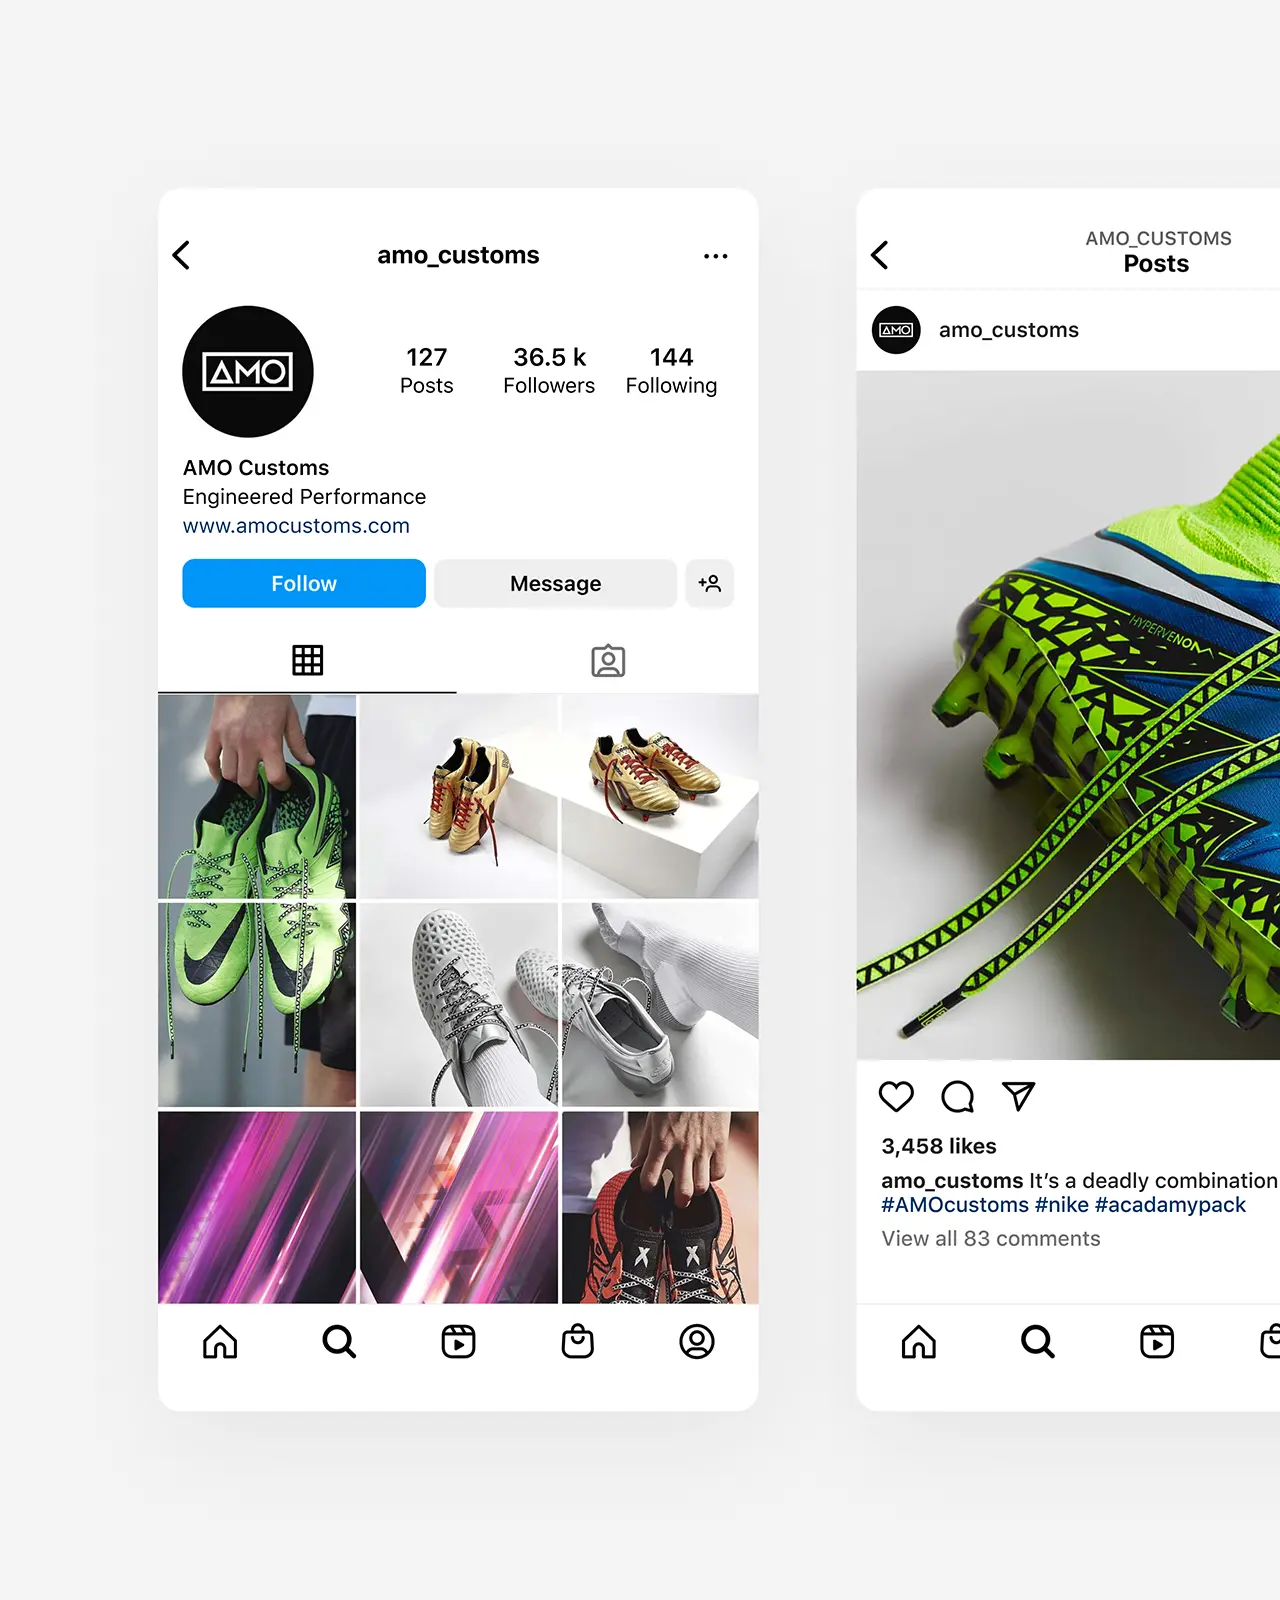 amo_customs
AMO
127
Posts
36.5 k
Followers
144
Following
AMO Customs
Engineered Performance
www.amocustoms.com
Follow
Message
X X
AMO_CUSTOMS
Posts
AMO
amo_customs
HYPERVENOM
3,458 likes
amo_customs It’s a deadly combination
#AMOcustoms #nike #acadamypack
View all 83 comments